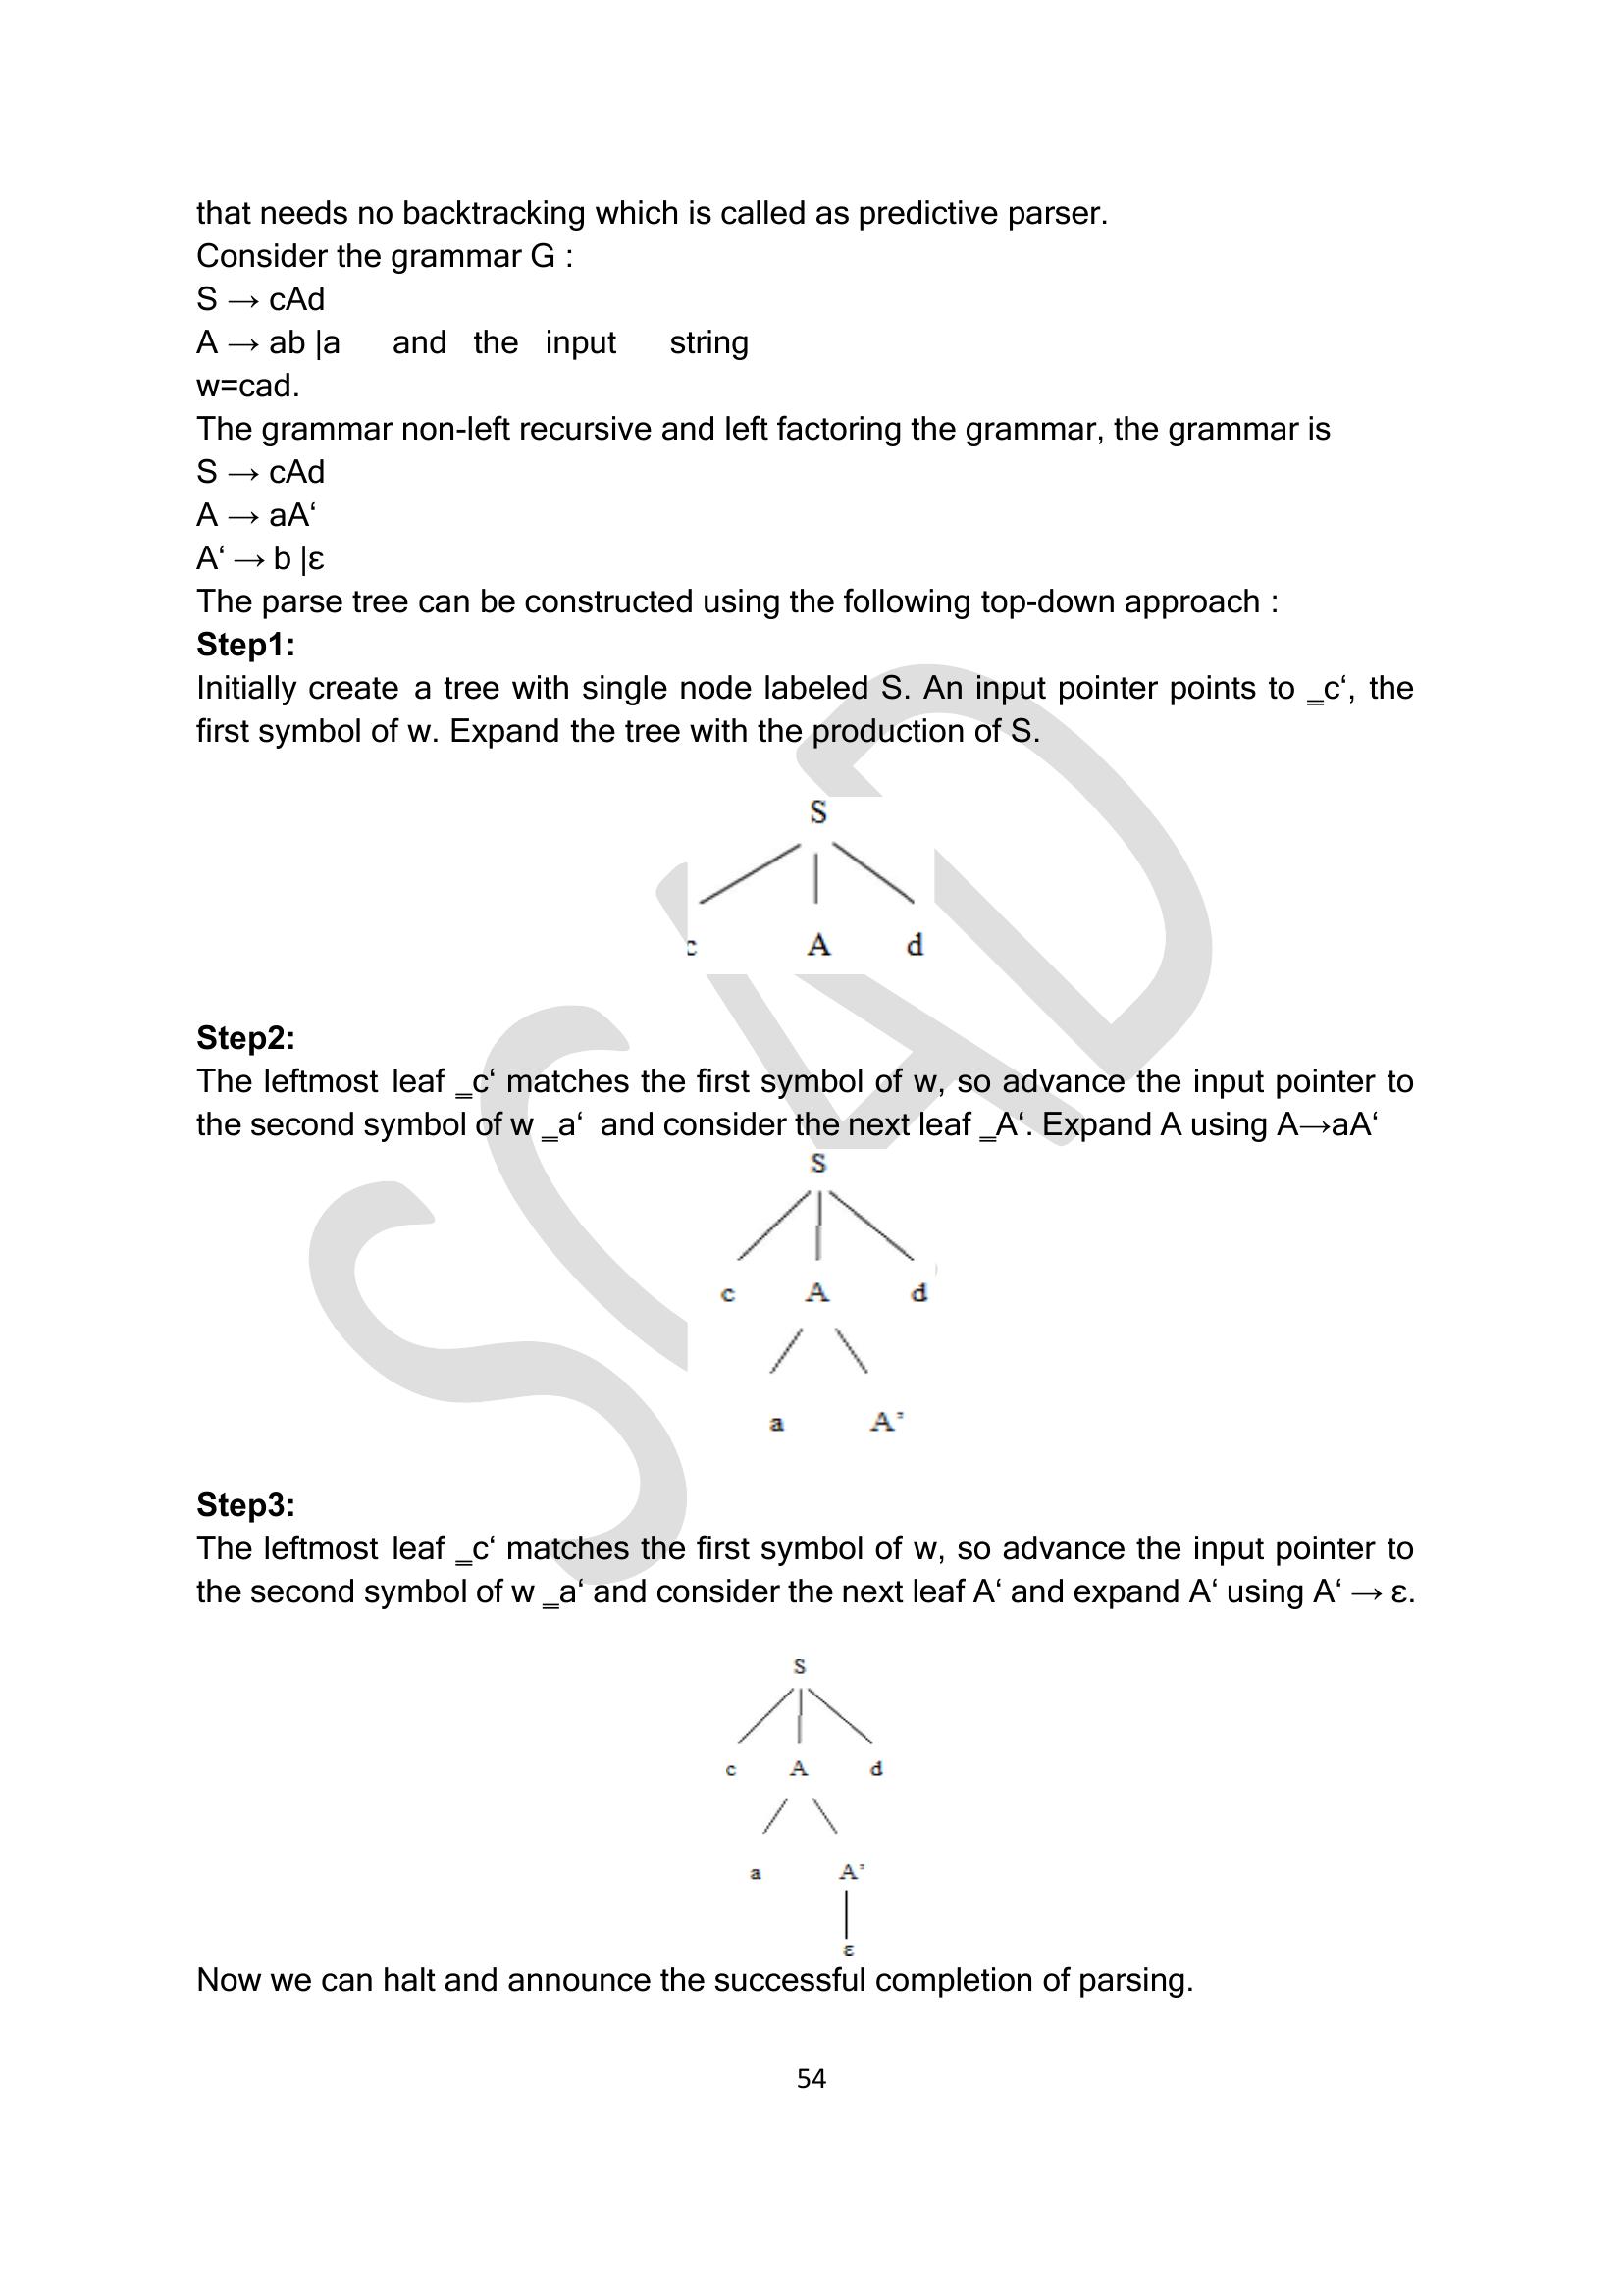 that needs no backtracking which is called as predictive parser.
Consider the grammar G :
S → cAd
A → ab |a and the input string
w=cad.
The grammar non-left recursive and left factoring the grammar, the grammar is
S → cAd
A → aA‘
A‘ → b |ε
The parse tree can be constructed using the following top-down approach :
Step1:
Initially create a tree with single node labeled S. An input pointer points to ‗c‘, the
first symbol of w. Expand the tree with the production of S.
S
c A d
Step2:
The leftmost leaf ‗c‘ matches the first symbol of w, so advance the input pointer to
the second symbol of w ‗a‘ and consider the next leaf ‗A‘. Expand A using A→aA‘
S
c A d
a A’
Step3:
The leftmost leaf ‗c‘ matches the first symbol of w, so advance the input pointer to
the second symbol of w ‗a‘ and consider the next leaf A‘ and expand A‘ using A‘ → ε.
S
c A d
a A’
ε
Now we can halt and announce the successful completion of parsing.
54
SCAD